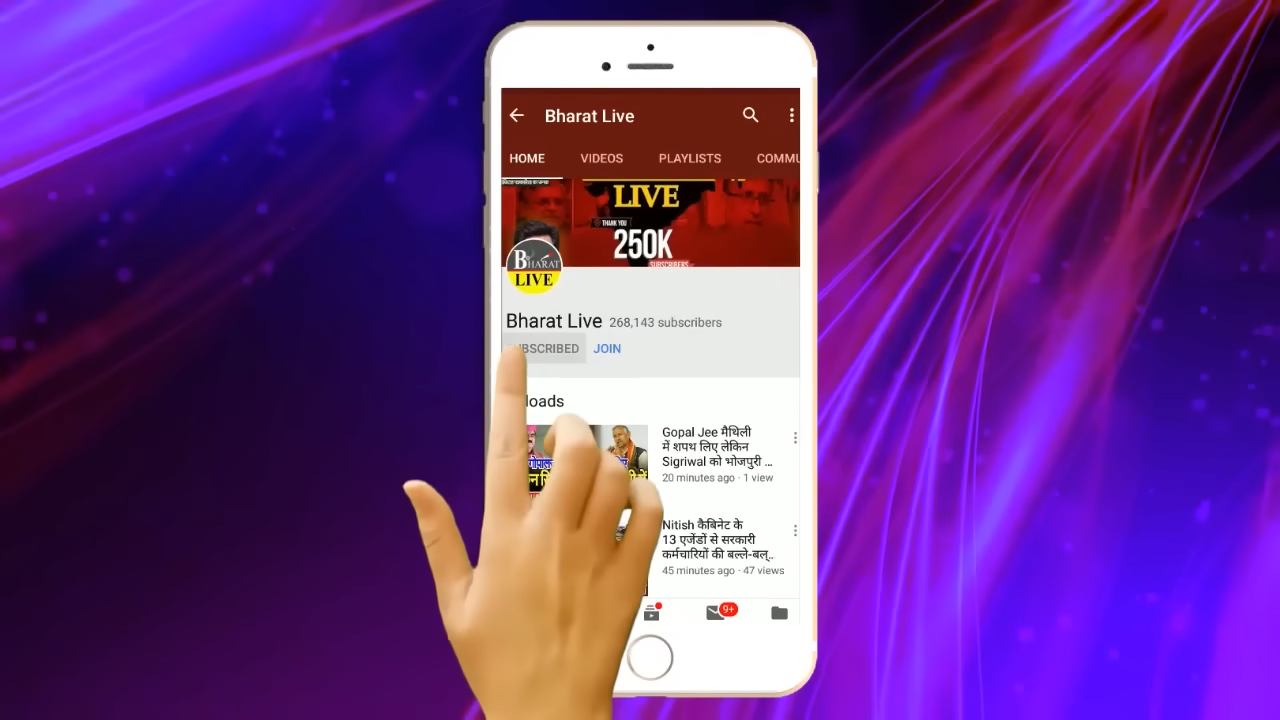 Bharat Live
HOME VIDEOS PLAYLISTS COMMU
LIVE
THANK YOU
250K
SUBSCRIBERS
BHARAT
LIVE
Bharat Live 268,143 subscribers
UBSCRIBED JOIN
loads
Gopal Jee मैथिली
में शपथ लिए लेकिन
Sigriwal को भोजपुरी ...
20 minutes ago · 1 view
Nitish कैबिनेट के
13 एजेंडों से सरकारी
कर्मचारियों की बल्ले-बल्..
45 minutes ago · 47 views
9+